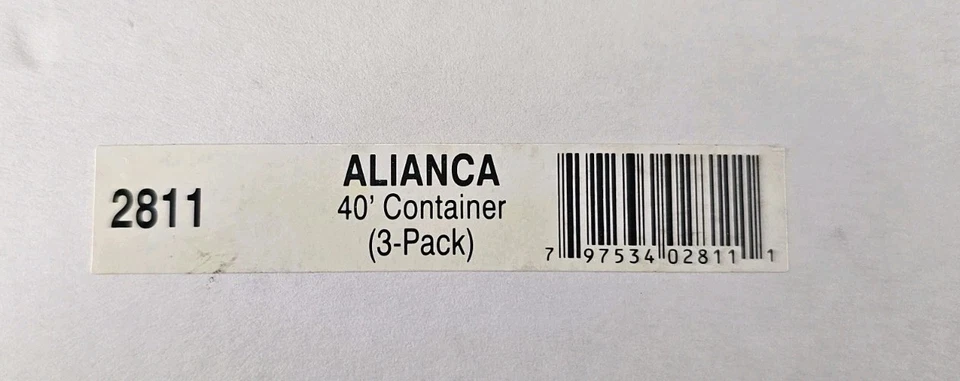 2811
ALIANCA
40' Container
(3-Pack)
7 97534 02811 1